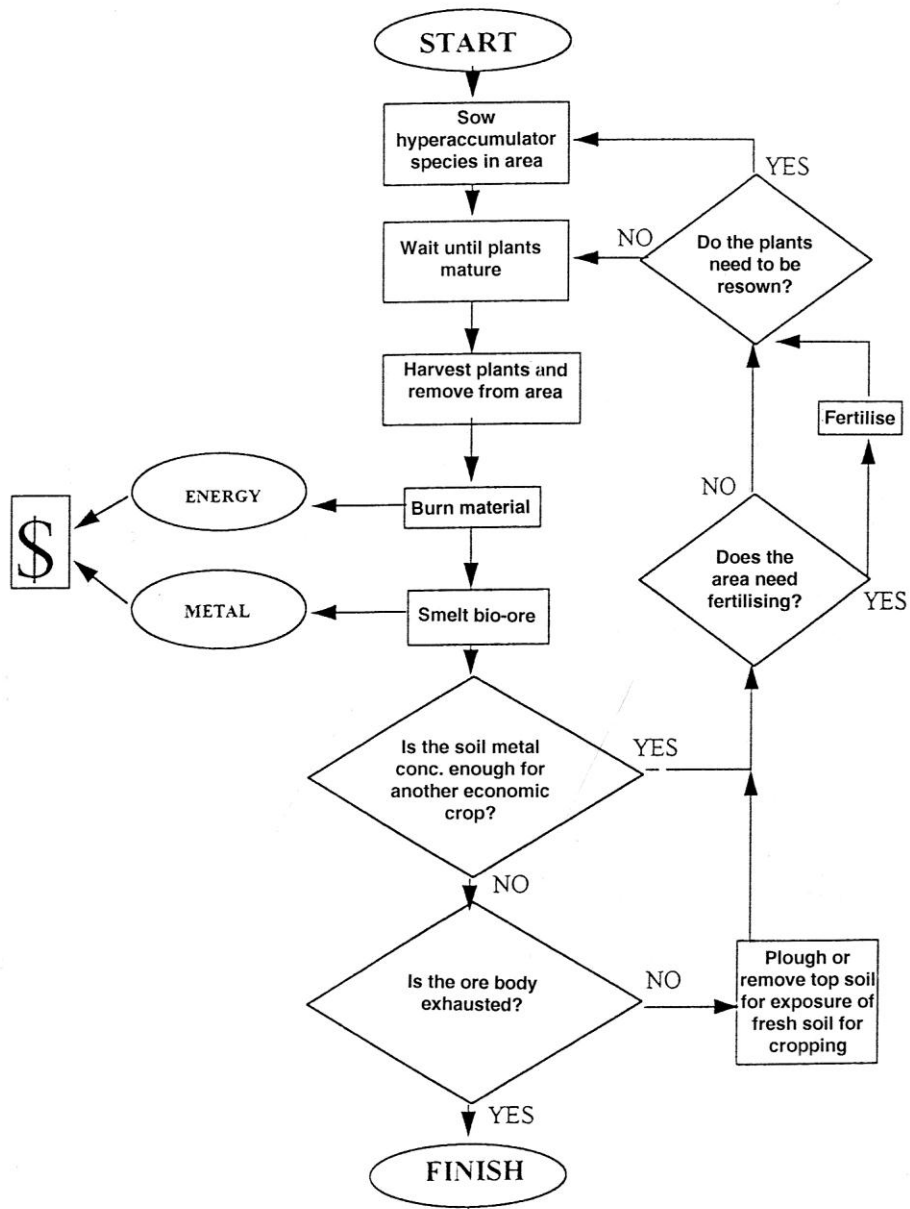 START
Sow
hyperaccumulator
species in area
YES
NO
Wait until plants
mature
Do the plants
need to be
resown?
Harvest plants and
remove from area
Fertilise
ENERGY
Burn material
NO
$
METAL
Smelt bio-ore
Does the
area need
fertilising?
YES
Is the soil metal
conc. enough for
another economic
crop?
YES
NO
Is the ore body
exhausted?
NO
Plough or
remove top soil
for exposure of
fresh soil for
cropping
YES
FINISH